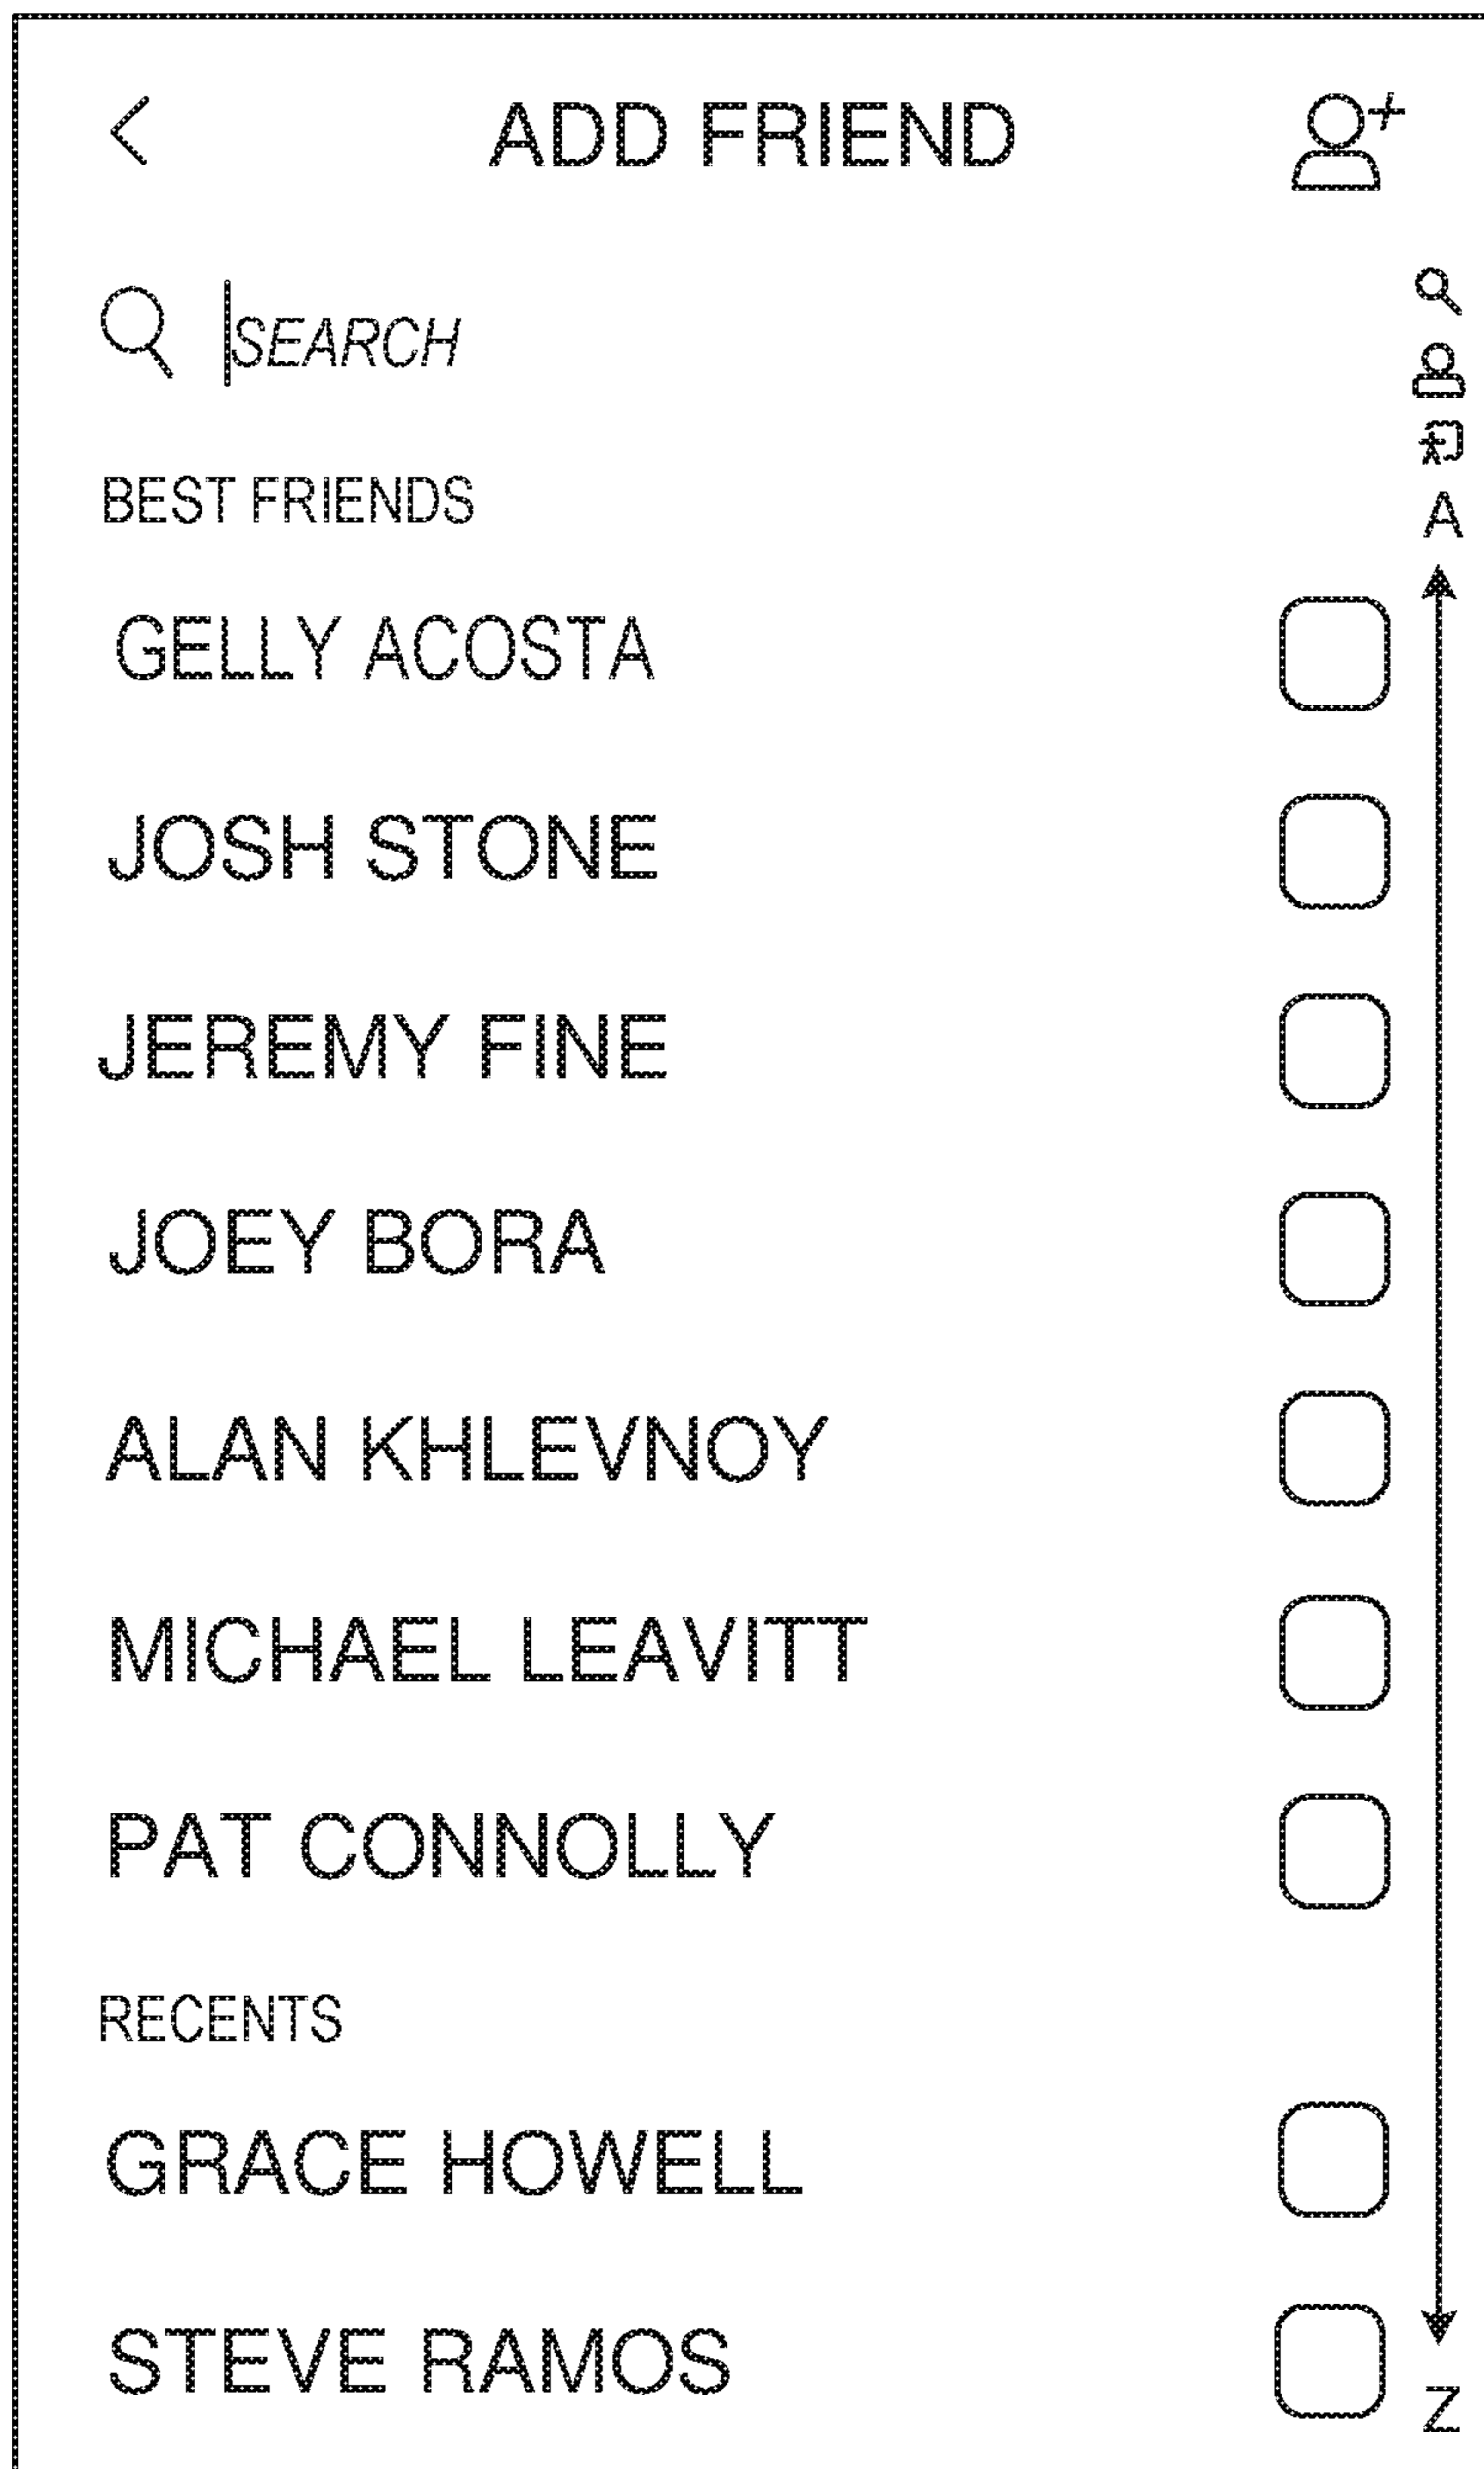 ADD FRIEND
SEARCH
BEST FRIENDS
A
GELLY ACOSTA
JOSH STONE
JEREMY FINE
JOEY BORA
ALAN KHLEVNOY
MICHAEL LEAVITT
PAT CONNOLLY
RECENTS
GRACE HOWELL
STEVE RAMOS
Z